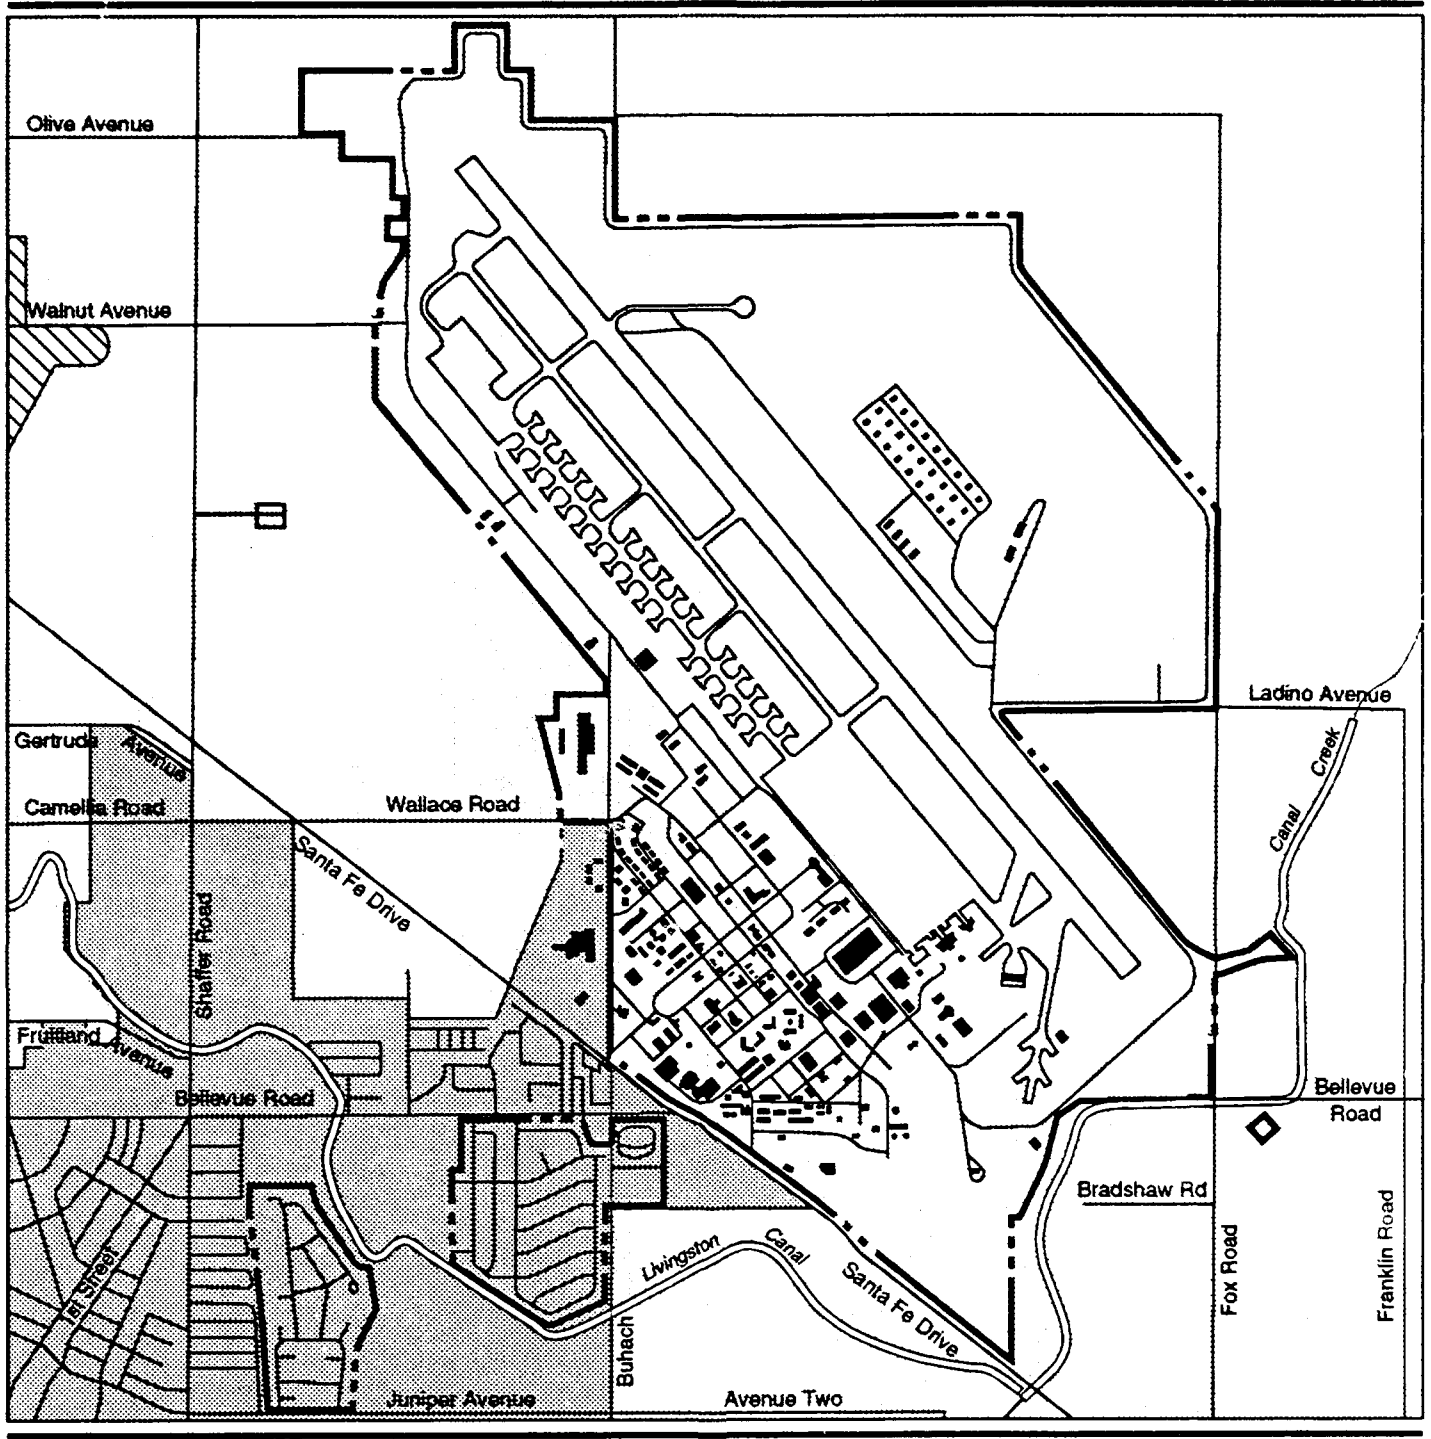 Olive Avenue
Walnut Avenue
Ladino Avenue
Gertrude Avenue
Camellia Road
Wallace Road
Canal Creek
Santa Fe Drive
Shaffer Road
Fruitland Avenue
Bellevue Road
Bellevue
Road
Bradshaw Rd
1st Street
Livingston Canal
Santa Fe Drive
Fox Road
Franklin Road
Buhach
Juniper Avenue
Avenue Two